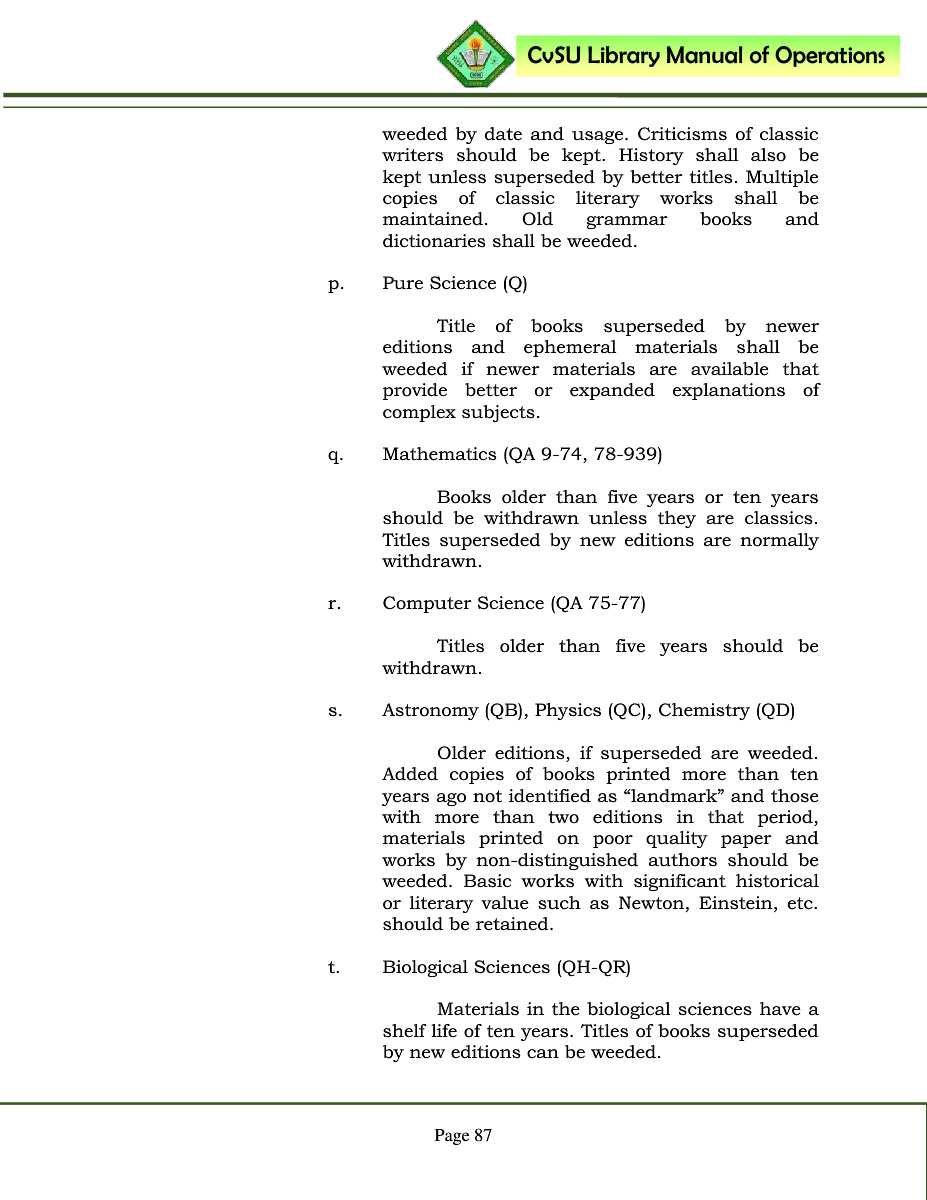 CvSU Library Manual of Operations
weeded by date and usage. Criticisms of classic
writers should be kept. History shall also be
kept unless superseded by better titles. Multiple
copies of classic literary works shall be
maintained. Old grammar books and
dictionaries shall be weeded.
p. Pure Science (Q)
Title of books superseded by newer
editions and ephemeral materials shall be
weeded if newer materials are available that
provide better or expanded explanations of
complex subjects.
q. Mathematics (QA 9-74, 78-939)
Books older than five years or ten years
should be withdrawn unless they are classics.
Titles superseded by new editions are normally
withdrawn.
r. Computer Science (QA 75-77)
Titles older than five years should be
withdrawn.
s. Astronomy (QB), Physics (QC), Chemistry (QD)
Older editions, if superseded are weeded.
Added copies of books printed more than ten
years ago not identified as “landmark” and those
with more than two editions in that period,
materials printed on poor quality paper and
works by non-distinguished authors should be
weeded. Basic works with significant historical
or literary value such as Newton, Einstein, etc.
should be retained.
t. Biological Sciences (QH-QR)
Materials in the biological sciences have a
shelf life of ten years. Titles of books superseded
by new editions can be weeded.
Page 87